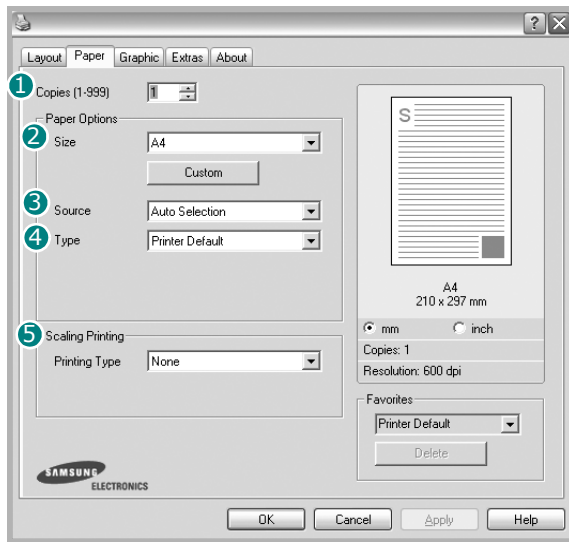 Layout Paper Graphic Extras About
1 Copies (1-999) 1
Paper Options
2 Size A4
Custom
3 Source Auto Selection
4 Type Printer Default
5 Scaling Printing
Printing Type None
SAMSUNG
ELECTRONICS
S
A4
210 x 297 mm
mm inch
Copies: 1
Resolution: 600 dpi
Favorites
Printer Default
Delete
OK Cancel Apply Help